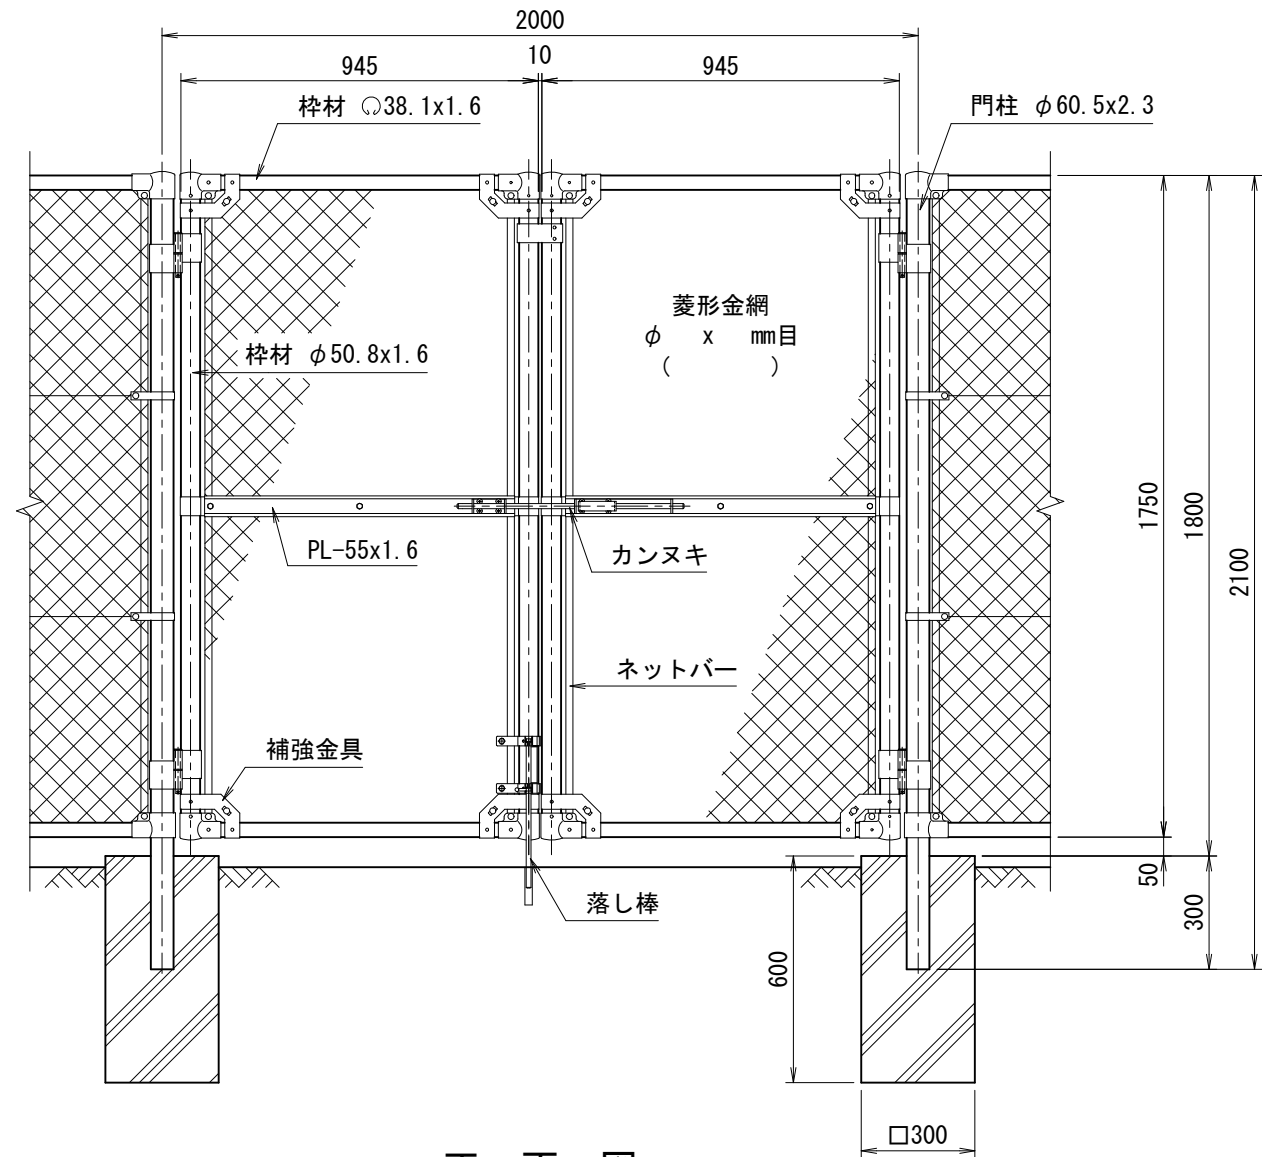 2000
945 10 945
枠材 38.1x1.6
門柱 φ60.5x2.3
菱形金網
φ x mm目
( )
枠材 φ50.8x1.6
PL-55x1.6
カンヌキ
ネットバー
補強金具
落し棒
1750
1800
2100
50
300
600
□300